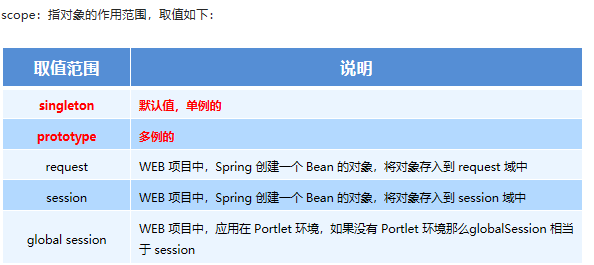 scope：指对象的作用范围，取值如下：
取值范围 说明
singleton 默认值，单例的
prototype 多例的
request WEB 项目中，Spring 创建一个 Bean 的对象，将对象存入到 request 域中
session WEB 项目中，Spring 创建一个 Bean 的对象，将对象存入到 session 域中
global session WEB 项目中，应用在 Portlet 环境，如果没有 Portlet 环境那么globalSession 相当
于 session